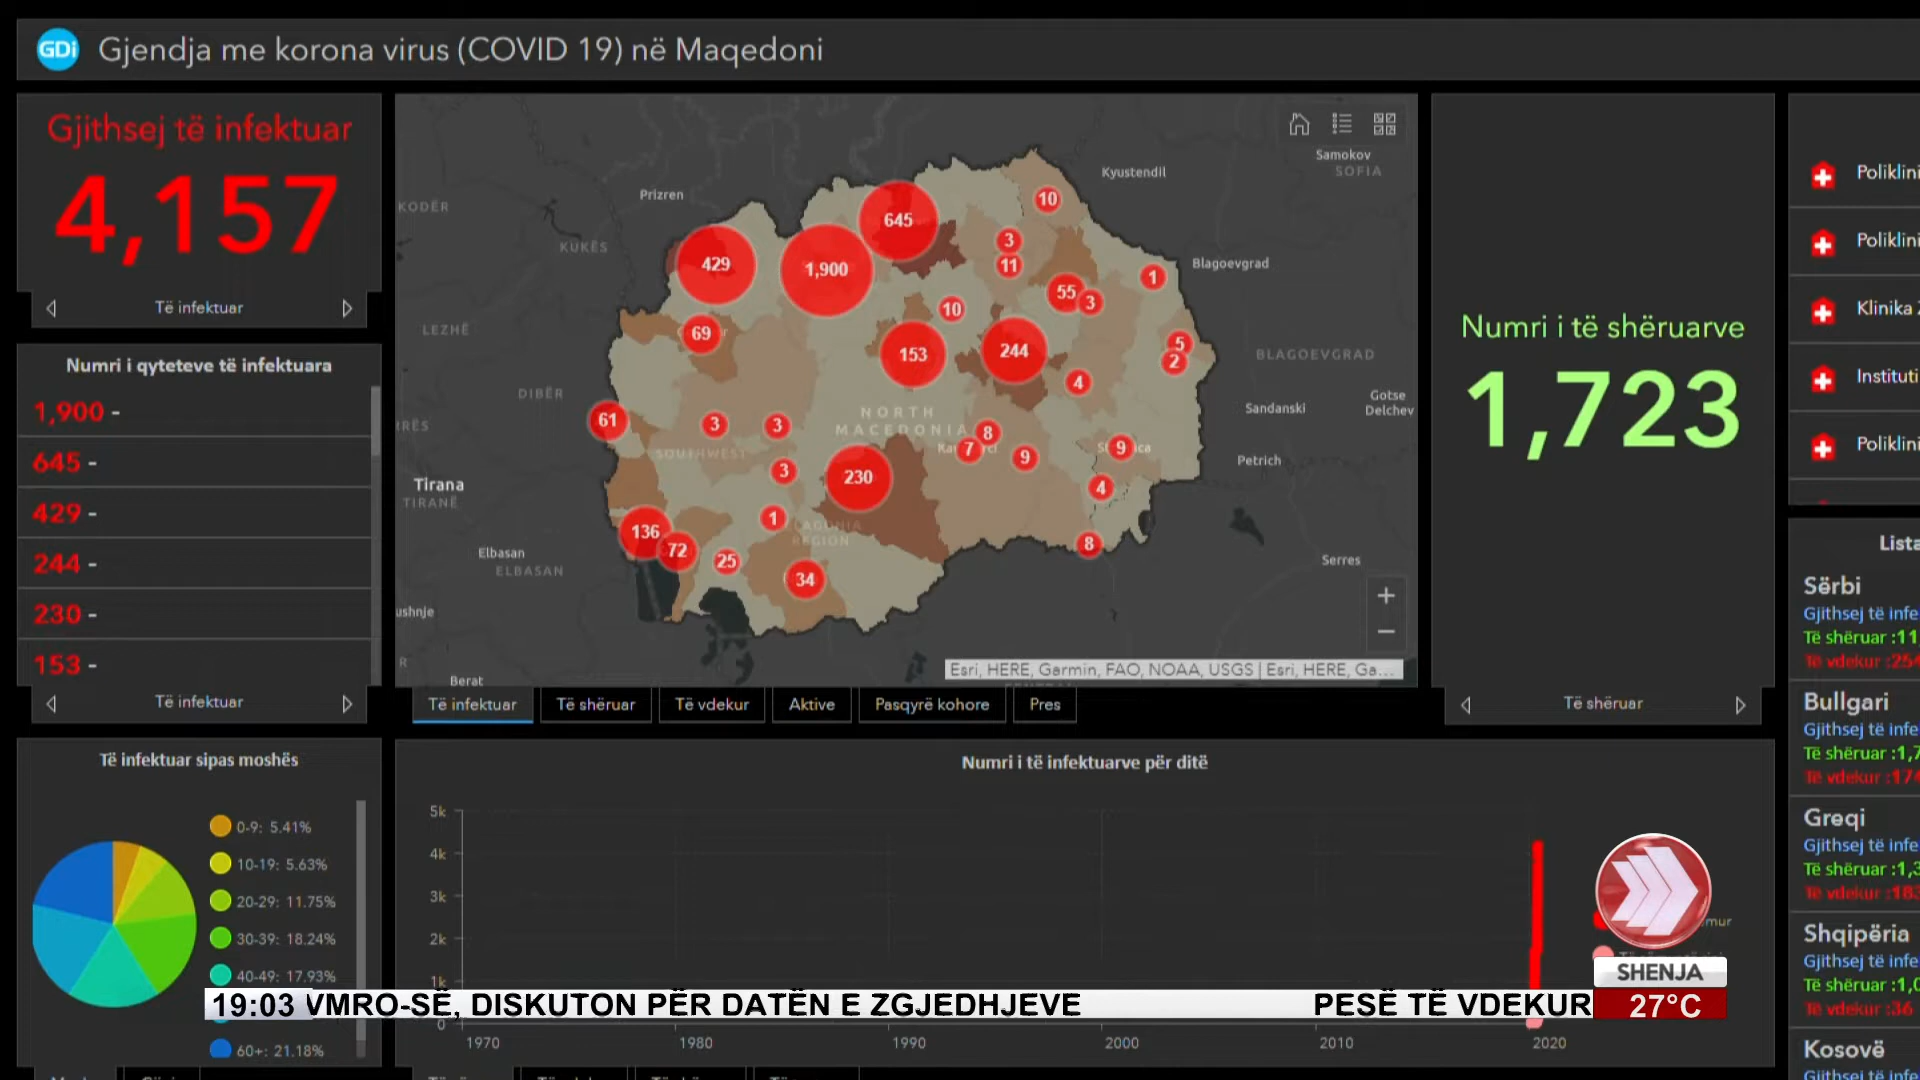 GDi Gjendja me korona virus (COVID 19) në Maqedoni
Gjithsej të infektuar
4,157
Të infektuar
Numri i qyteteve të infektuara
1,900 -
645 -
429 -
244 -
230 -
153 -
Të infektuar
Të infektuar sipas moshës
0-9: 5.41%
10-19: 5.63%
20-29: 11.75%
30-39: 18.24%
40-49: 17.93%
60+: 21.18%
Samokov
SOFIA
Kyustendil
Prizren
KODËR
KUKËS
Blagoevgrad
LEZHË
BLAGOEVGRAD
DIBËR
Gotse
Delchev
Sandanski
NORTH
MACEDONIA
SOUTHWEST
Petrich
Tirana
TIRANË
REGION
Elbasan
ELBASAN
Serres
Berat
10
645
3
11
429
1,900
1
55
3
10
69
153
244
5
2
4
61
3
3
8
7
9
9
3
230
4
1
136
72
25
34
8
+
−
Esri, HERE, Garmin, FAO, NOAA, USGS | Esri, HERE, Ga...
Të infektuar
Të shëruar
Të vdekur
Aktive
Pasqyrë kohore
Pres
Numri i të shëruarve
1,723
Të shëruar
Numri i të infektuarve për ditë
5k
4k
3k
2k
1k
0
1970
1980
1990
2000
2010
2020
Poliklini
Poliklini
Klinika
Instituti
Poliklini
Lista
Sërbi
Gjithsej të infe
Të shëruar :11
Të vdekur :254
Bullgari
Gjithsej të infe
Të shëruar :1,7
Të vdekur :174
Greqi
Gjithsej të infe
Të shëruar :1,3
Të vdekur :183
Shqipëria
Gjithsej të infe
Të shëruar :1,0
Të vdekur :36
Kosovë
Gjithsej të infe
SHENJA
19:03 VMRO-SË, DISKUTON PËR DATËN E ZGJEDHJEVE PESË TË VDEKUR 27°C